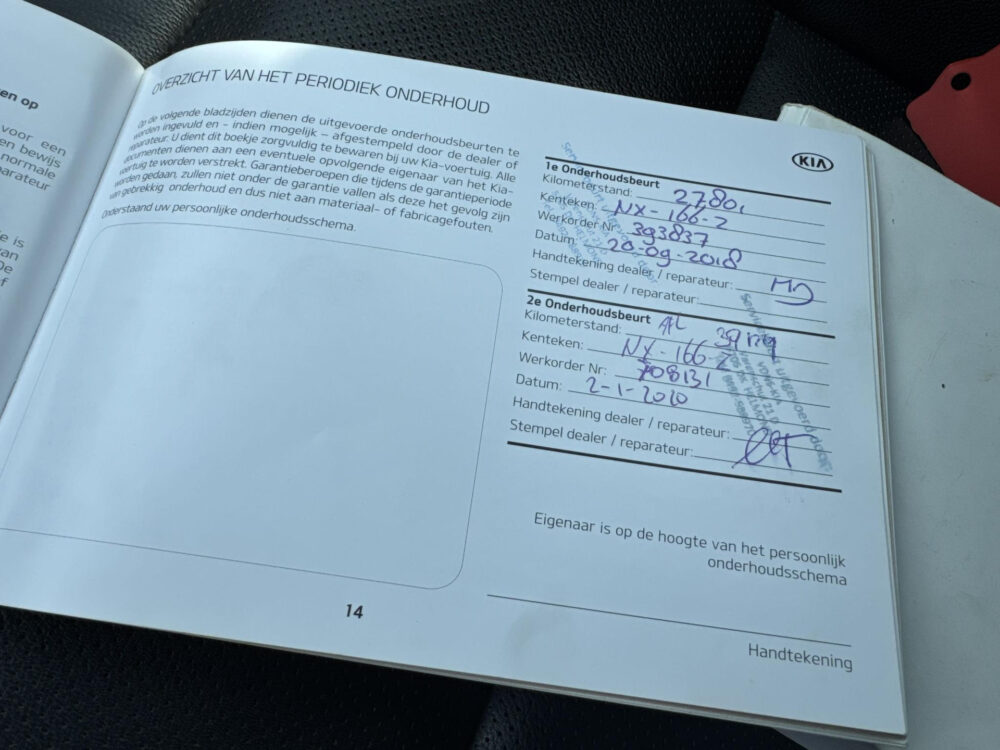 en op
voor een
en bewijs
normale
parateur
e is
van
De
f
OVERZICHT VAN HET PERIODIEK ONDERHOUD
Op de volgende bladzijden dienen de uitgevoerde onderhoudsbeurten te
worden ingevuld en - indien mogelijk – afgestempeld door de dealer of
reparateur. U dient dit boekje zorgvuldig te bewaren bij uw Kia-voertuig. Alle
documenten dienen aan een eventuele opvolgende eigenaar van het Kia-
voertuig te worden verstrekt. Garantieberoepen die tijdens de garantieperiode
worden gedaan, zullen niet onder de garantie vallen als deze het gevolg zijn
van gebrekkig onderhoud en dus niet aan materiaal- of fabricagefouten.
Onderstaand uw persoonlijke onderhoudsschema.
14
KIA
1e Onderhoudsbeurt
Kilometerstand: 2780,
Kenteken: NX-166-Z
Werkorder Nr: 393837
Datum: 20-09-2018
Handtekening dealer / reparateur:
Stempel dealer / reparateur:
2e Onderhoudsbeurt
Kilometerstand:
Kenteken: NX-166-Z
Werkorder Nr: 708131
Datum: 2-1-2020
Handtekening dealer / reparateur:
Stempel dealer / reparateur:
uitgevoerd door
Eigenaar is op de hoogte van het persoonlijk
onderhoudsschema
Handtekening